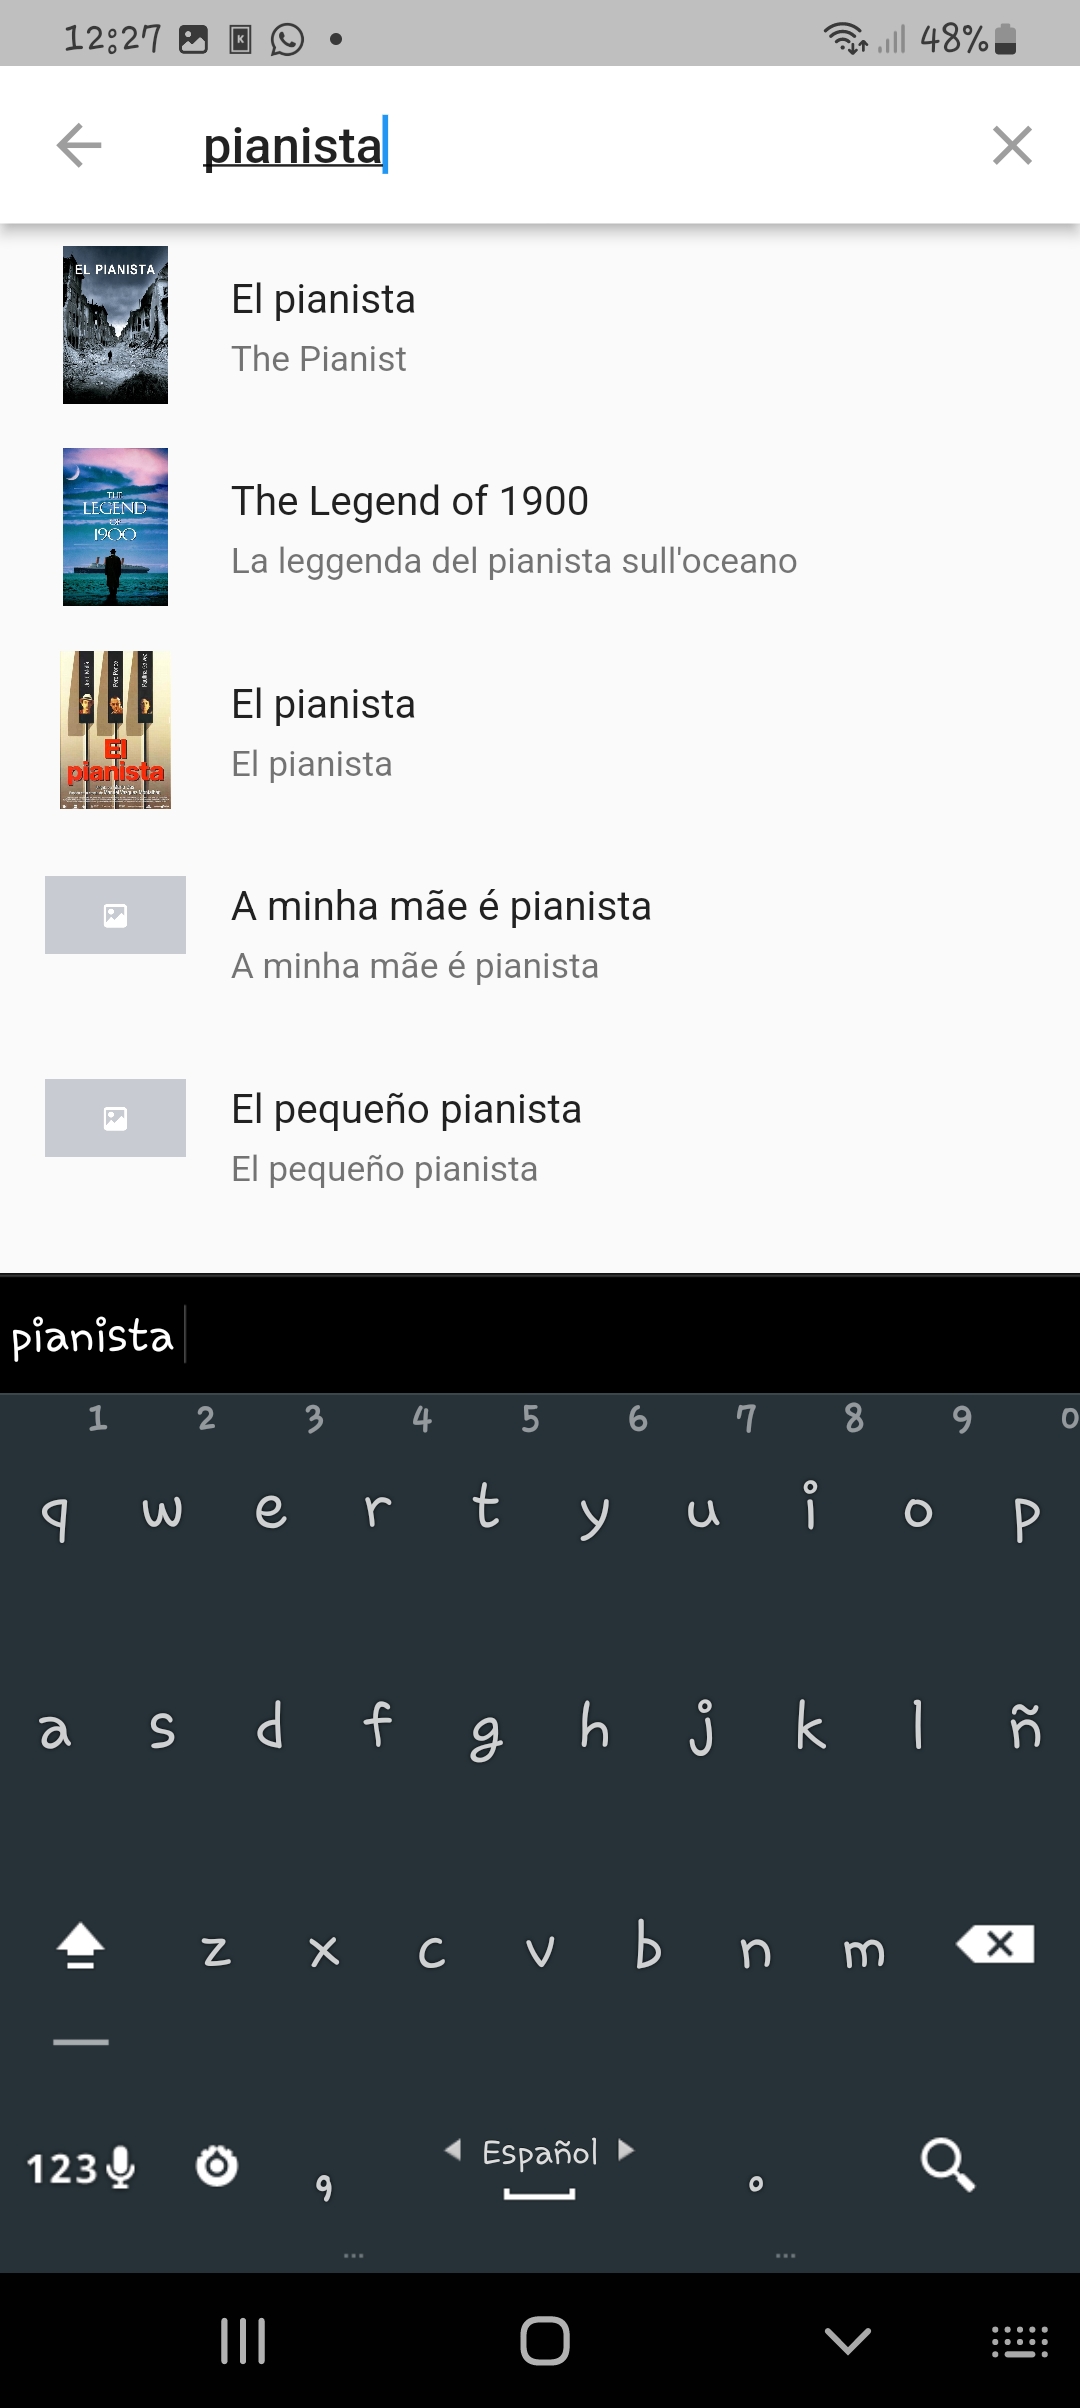 12:27
48%
pianista
EL PIANISTA
El pianista
The Pianist
THE
LEGEND
OF
1900
The Legend of 1900
La leggenda del pianista sull'oceano
El
pianista
El pianista
El pianista
A minha mãe é pianista
A minha mãe é pianista
El pequeño pianista
El pequeño pianista
pianista
1 2 3 4 5 6 7 8 9 0
q w e r t y u i o p
a s d f g h j k l ñ
z x c v b n m
123 , Español .